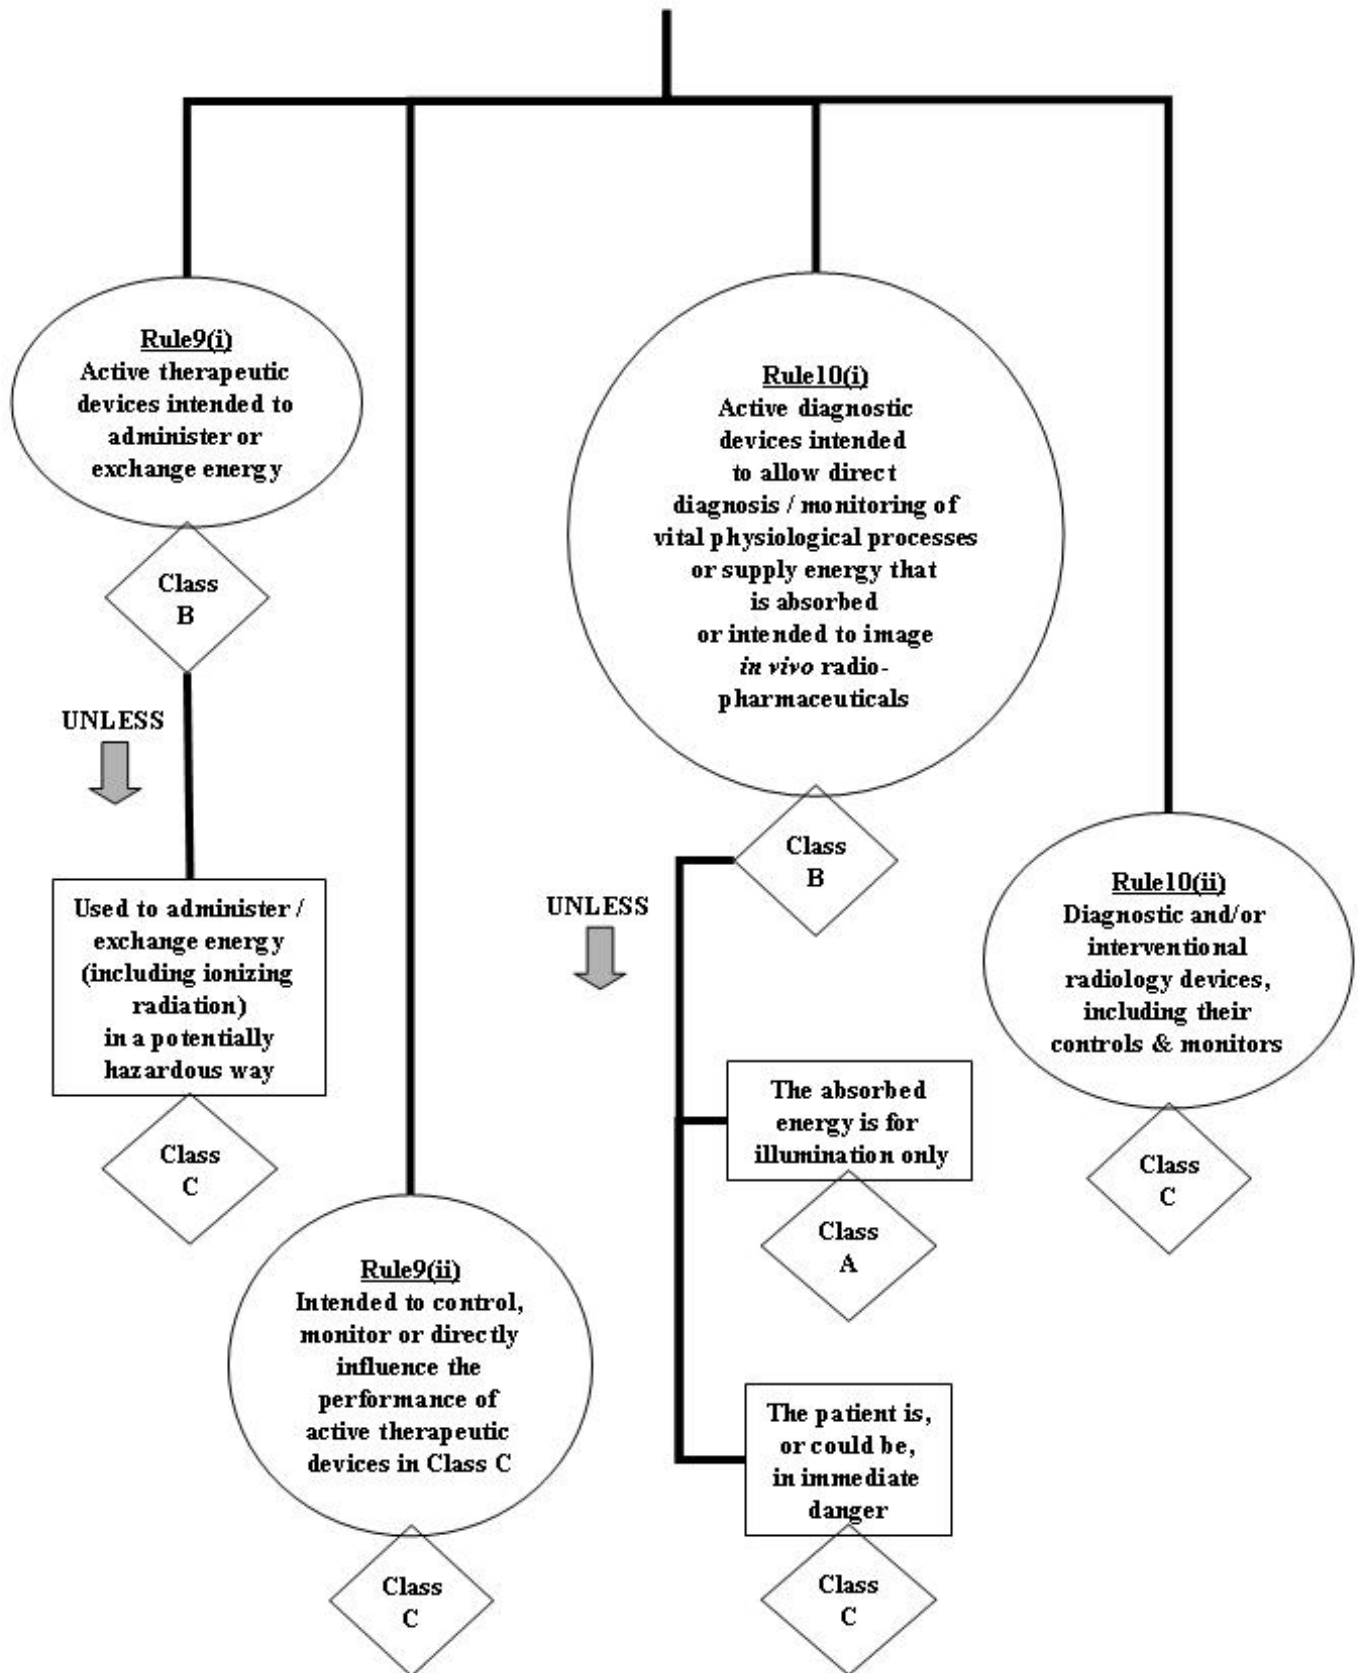 Rule9(i)
Active therapeutic
devices intended to
administer or
exchange energy
Class
B
UNLESS
Used to administer /
exchange energy
(including ionizing
radiation)
in a potentially
hazardous way
Class
C
Rule9(ii)
Intended to control,
monitor or directly
influence the
performance of
active therapeutic
devices in Class C
Class
C
Rule10(i)
Active diagnostic
devices intended
to allow direct
diagnosis / monitoring of
vital physiological processes
or supply energy that
is absorbed
or intended to image
in vivo radio-
pharmaceuticals
Class
B
UNLESS
The absorbed
energy is for
illumination only
Class
A
The patient is,
or could be,
in immediate
danger
Class
C
Rule10(ii)
Diagnostic and/or
interventional
radiology devices,
including their
controls & monitors
Class
C